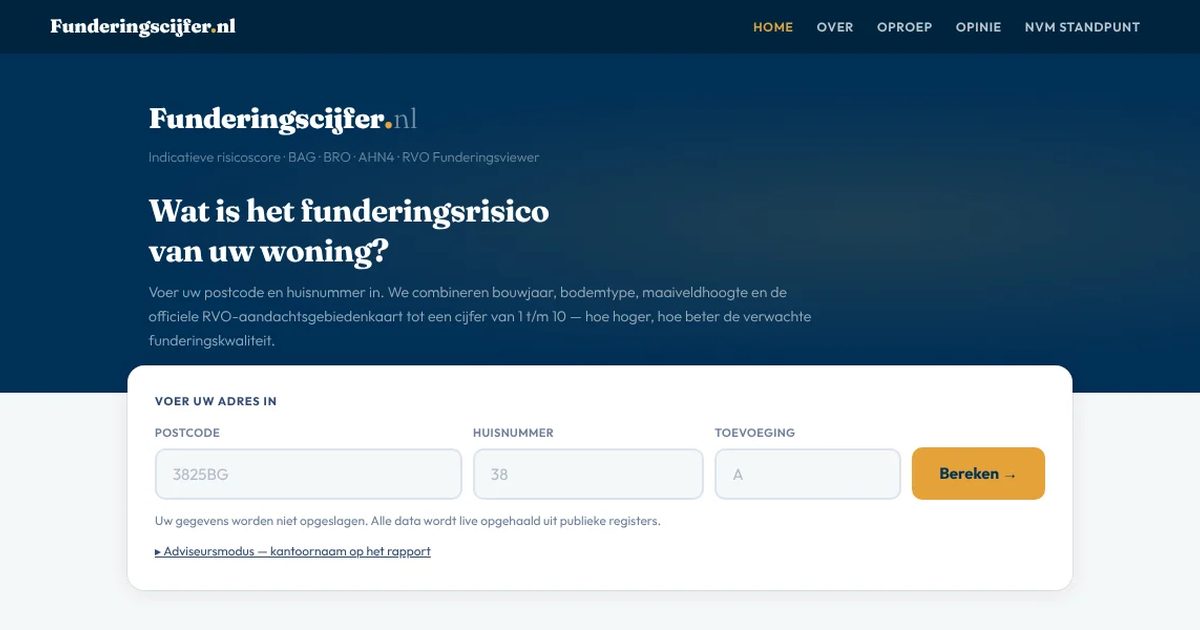 Funderingscijfer.nl
HOME OVER OPROEP OPINIE NVM STANDPUNT
Funderingscijfer.nl
Indicatieve risicoscore · BAG · BRO · AHN4 · RVO Funderingsviewer
Wat is het funderingsrisico
van uw woning?
Voer uw postcode en huisnummer in. We combineren bouwjaar, bodemtype, maaiveldhoogte en de
officiele RVO-aandachtsgebiedenkaart tot een cijfer van 1 t/m 10 — hoe hoger, hoe beter de verwachte
funderingskwaliteit.
VOER UW ADRES IN
POSTCODE HUISNUMMER TOEVOEGING
3825BG 38 A Bereken →
Uw gegevens worden niet opgeslagen. Alle data wordt live opgehaald uit publieke registers.
▸ Adviseursmodus — kantoornaam op het rapport